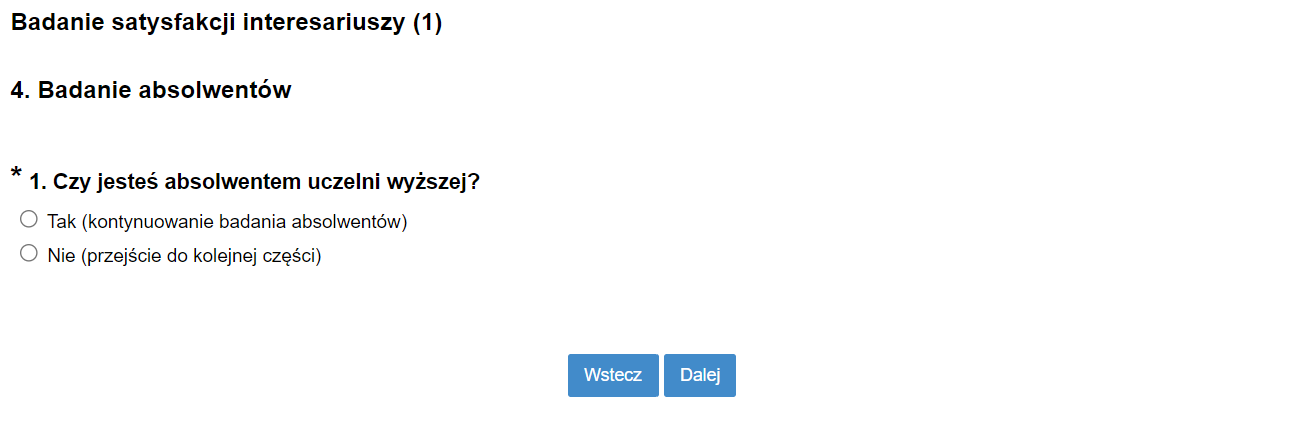 Badanie satysfakcji interesariuszy (1)
4. Badanie absolwentów
* 1. Czy jesteś absolwentem uczelni wyższej?
Tak (kontynuowanie badania absolwentów)
Nie (przejście do kolejnej części)
Wstecz Dalej